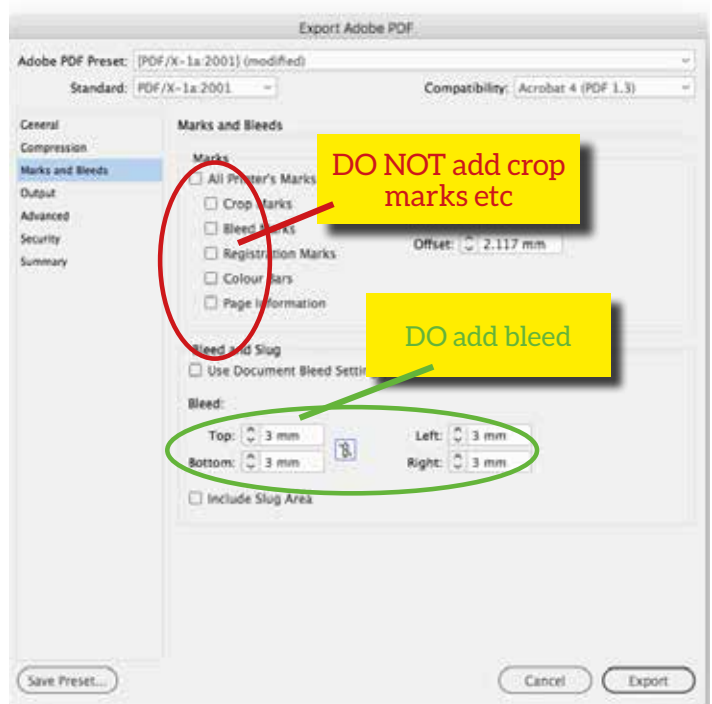 Export Adobe PDF
Adobe PDF Preset: [PDF/X-1a:2001] (modified)
Standard: PDF/X-1a:2001 Compatibility: Acrobat 4 (PDF 1.3)
General
Compression
Marks and Bleeds
Output
Advanced
Security
Summary
Marks and Bleeds
Marks
All Printer's Marks
Crop Marks
Bleed Marks
Registration Marks
Colour Bars
Page Information
DO NOT add crop
marks etc
Offset: 2.117 mm
DO add bleed
Bleed and Slug
Use Document Bleed Settin
Bleed:
Top: 3 mm Left: 3 mm
Bottom: 3 mm Right: 3 mm
Include Slug Area
Save Preset... Cancel Export